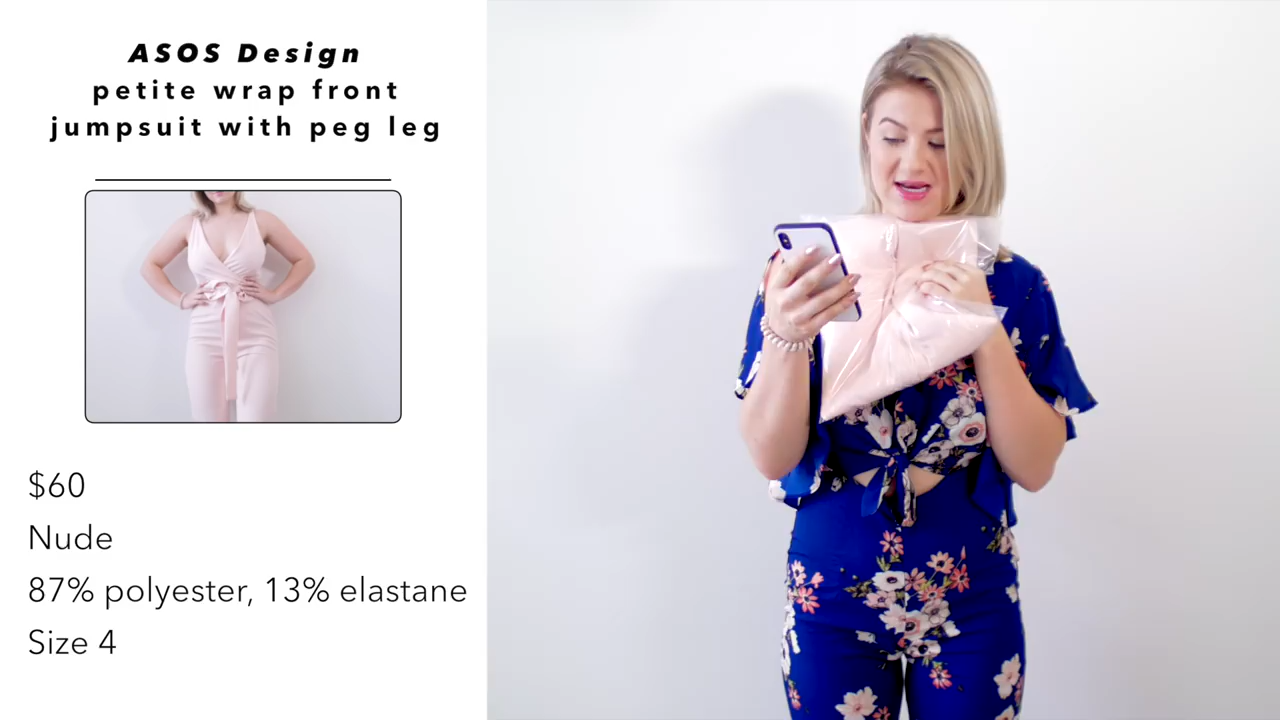 ASOS Design
petite wrap front
jumpsuit with peg leg
$60
Nude
87% polyester, 13% elastane
Size 4